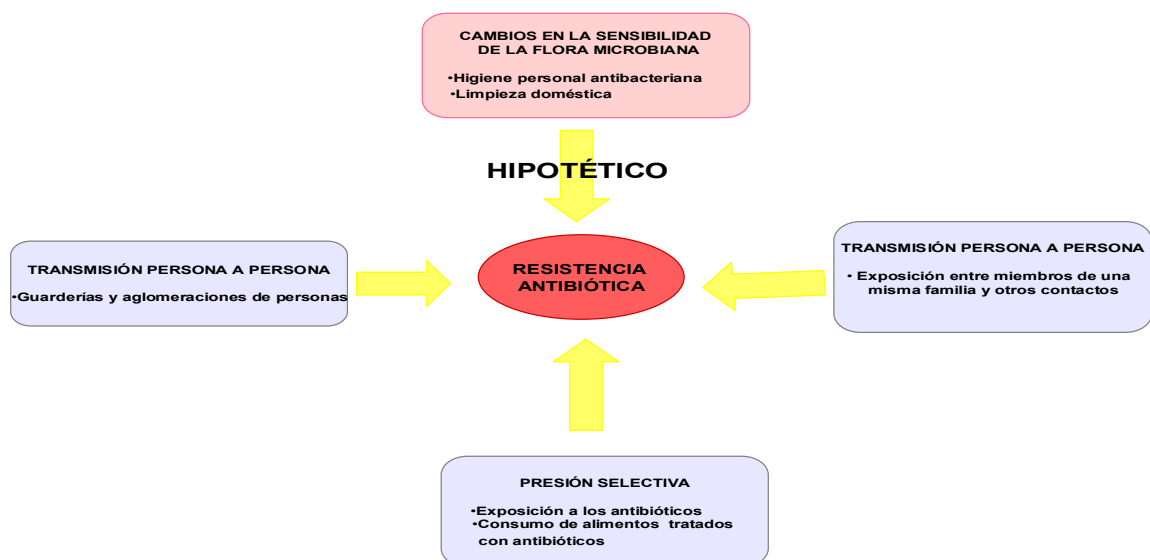 CAMBIOS EN LA SENSIBILIDAD
DE LA FLORA MICROBIANA
•Higiene personal antibacteriana
•Limpieza doméstica
HIPOTÉTICO
TRANSMISIÓN PERSONA A PERSONA
•Guarderías y aglomeraciones de personas
RESISTENCIA
ANTIBIÓTICA
TRANSMISIÓN PERSONA A PERSONA
• Exposición entre miembros de una
misma familia y otros contactos
PRESIÓN SELECTIVA
•Exposición a los antibióticos
•Consumo de alimentos tratados
con antibióticos